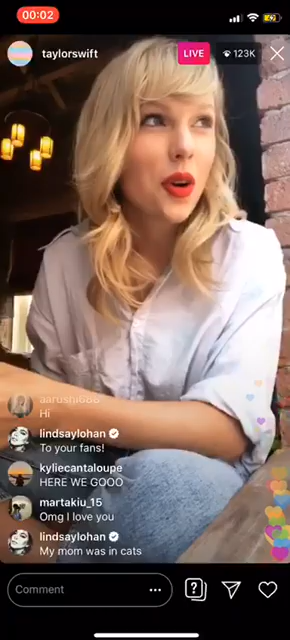 00:02
taylorswift
LIVE
123K
aarushi688
Hi
lindsaylohan
To your fans!
kyliecantaloupe
HERE WE GOOO
martakiu_15
Omg I love you
lindsaylohan
My mom was in cats
Comment